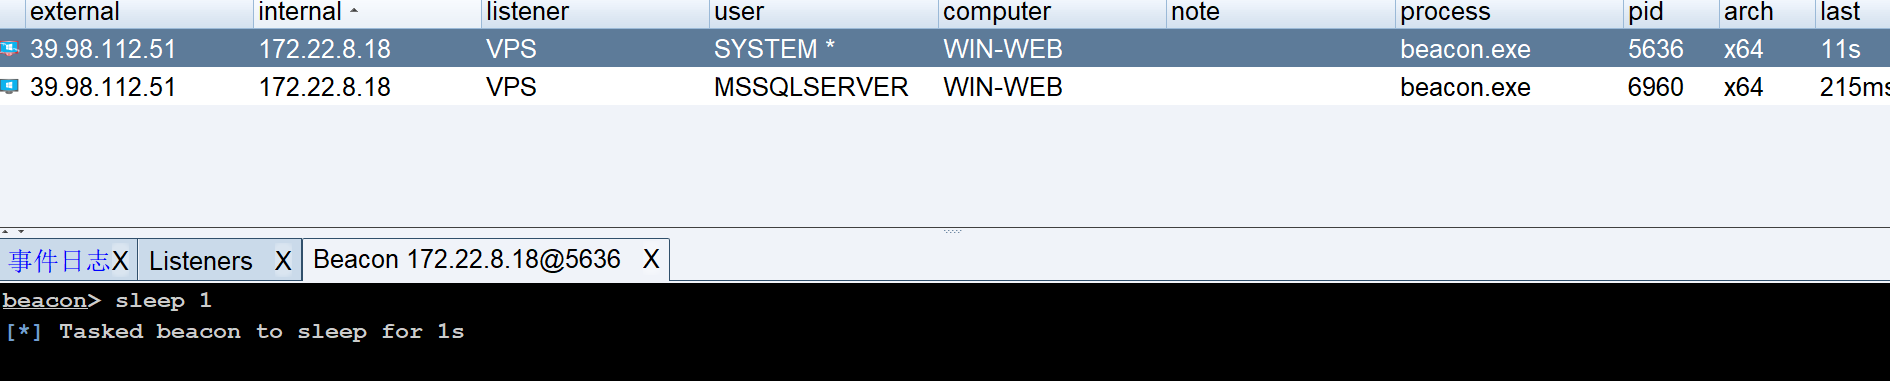 external internal listener user computer note process pid arch last
39.98.112.51 172.22.8.18 VPS SYSTEM * WIN-WEB beacon.exe 5636 x64 11s
39.98.112.51 172.22.8.18 VPS MSSQLSERVER WIN-WEB beacon.exe 6960 x64 215ms
事件日志X Listeners X Beacon 172.22.8.18@5636 X
beacon> sleep 1
[*] Tasked beacon to sleep for 1s